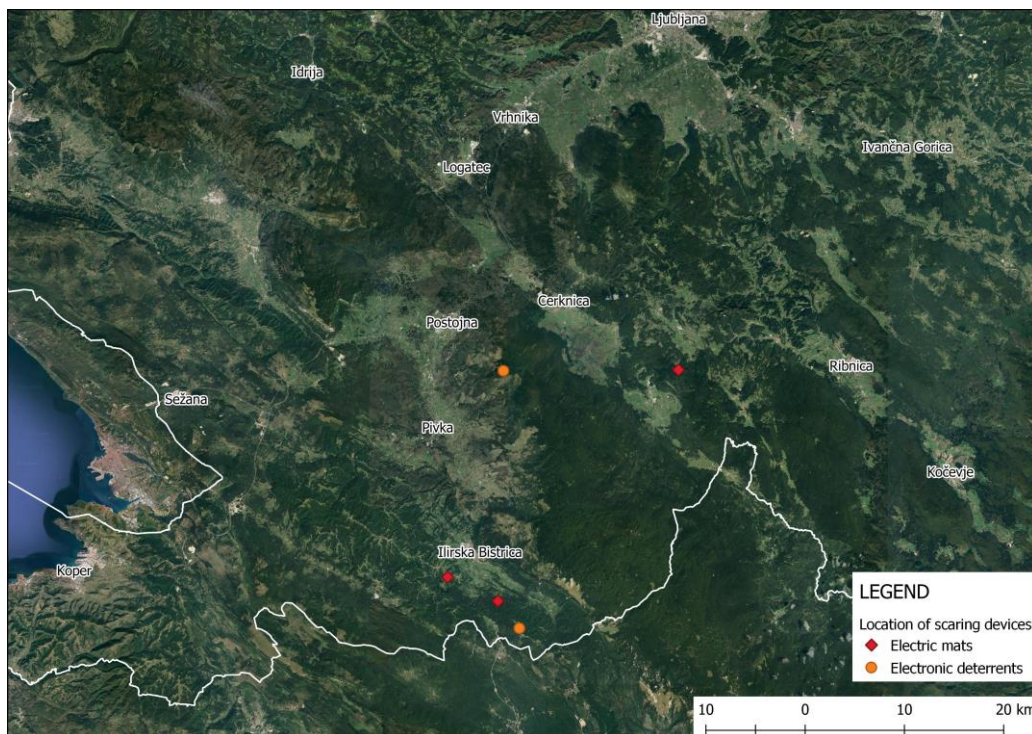 Ljubljana
Idrija
Vrhnika
Ivančna Gorica
Logatec
Cerknica
Postojna
Ribnica
Sežana
Pivka
Kočevje
Ilirska Bistrica
Koper
LEGEND
Location of scaring devices
Electric mats
Electronic deterrents
10 0 10 20 km